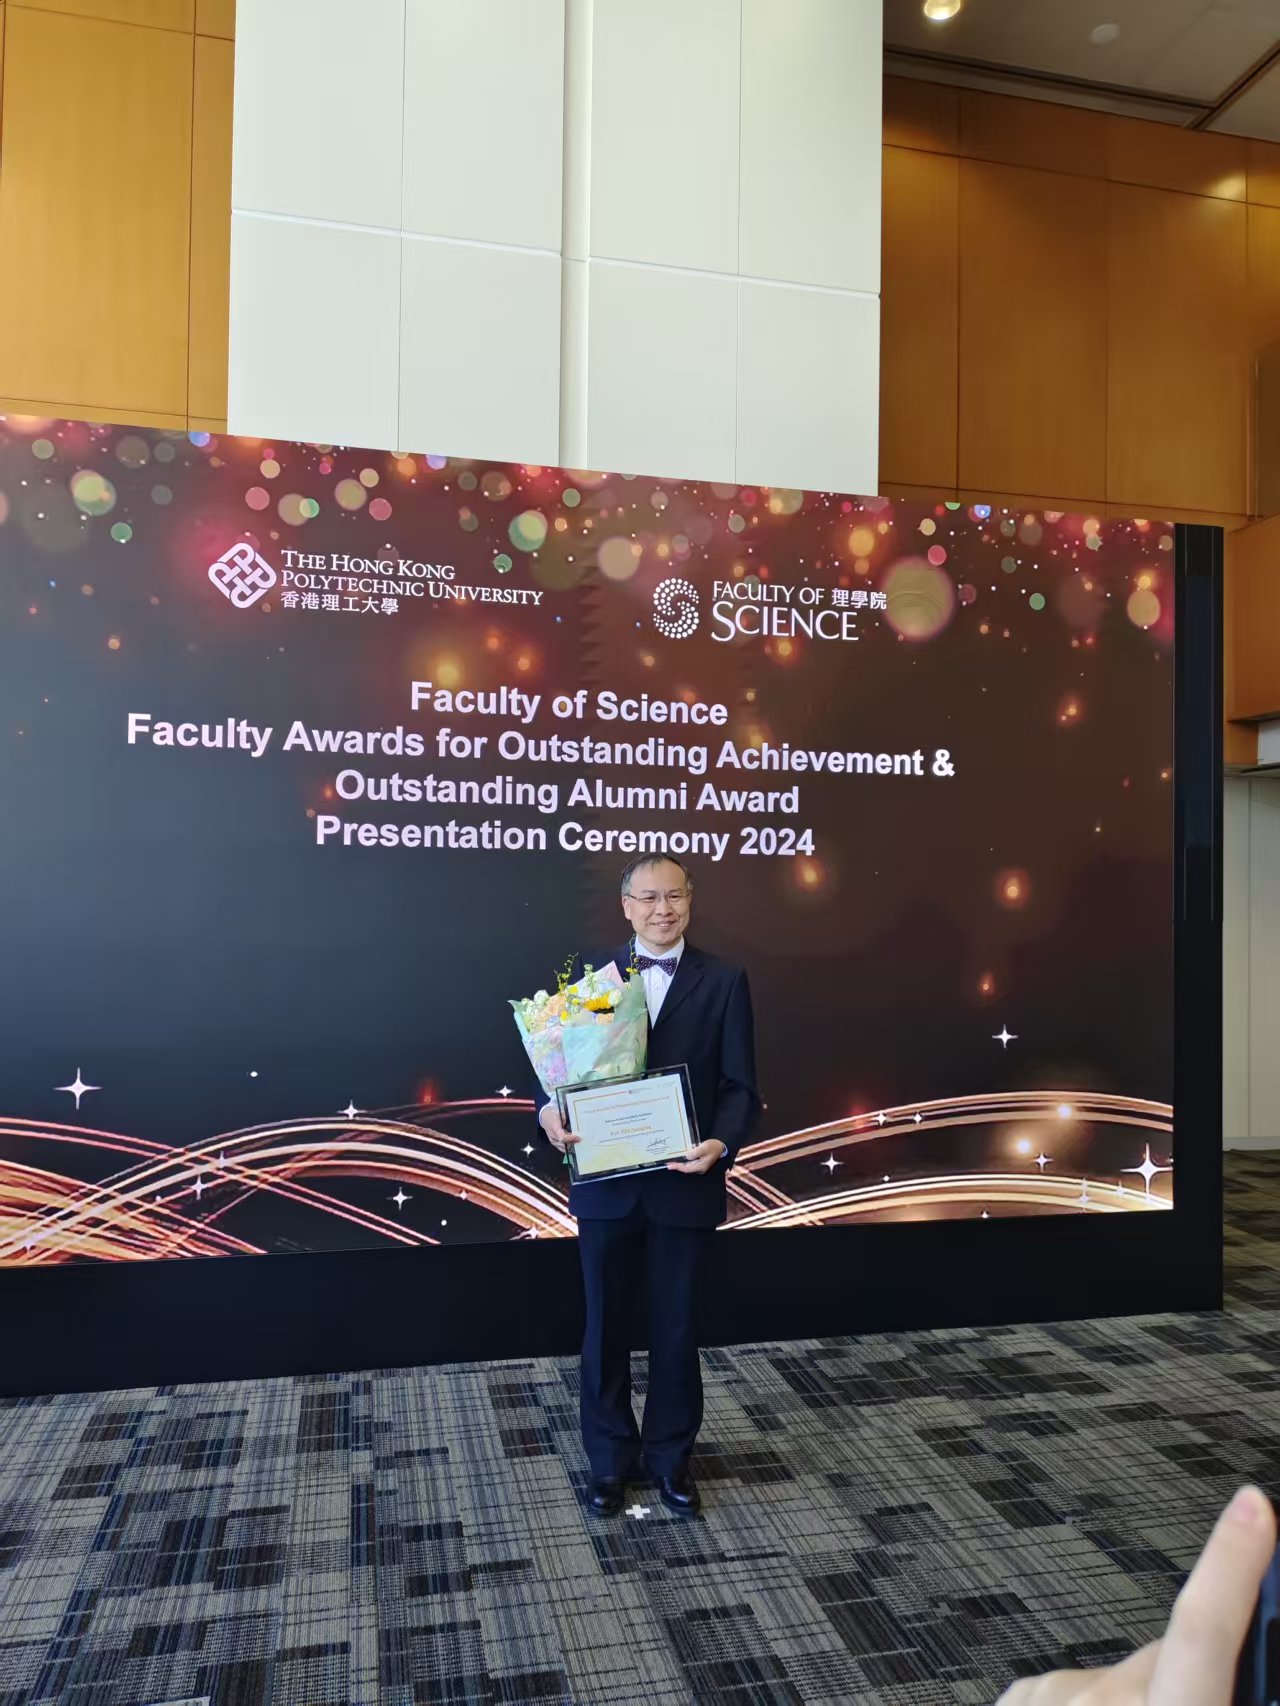 THE HONG KONG
POLYTECHNIC UNIVERSITY
香港理工大學
FACULTY OF 理學院
SCIENCE
Faculty of Science
Faculty Awards for Outstanding Achievement &
Outstanding Alumni Award
Presentation Ceremony 2024